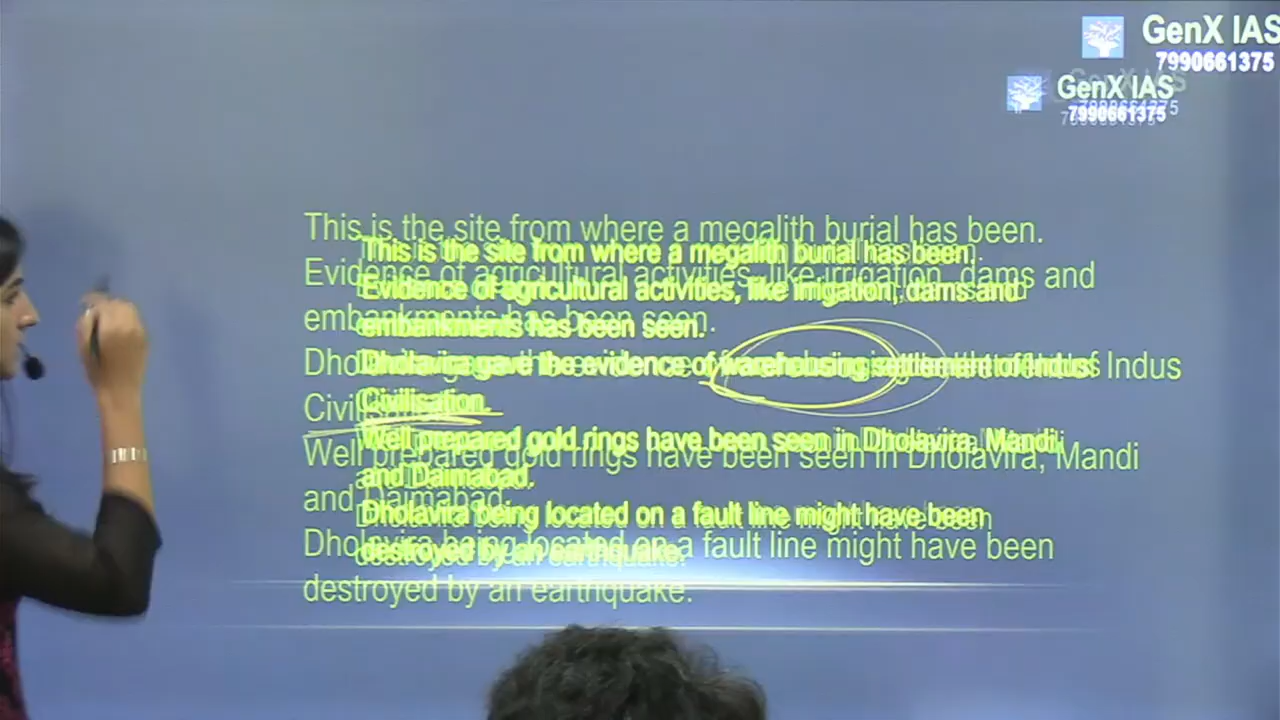 GenX IAS
7990661375
GenX IAS
7990661375
This is the site from where a megalith burial has been.
Evidence of agricultural activities, like irrigation, dams and
embankments has been seen.
Dholavira gave the evidence of warehousing settlement of Indus
Civilisation.
Well prepared gold rings have been seen in Dholavira, Mandi
and Daimabad.
Dholavira being located on a fault line might have been
destroyed by an earthquake.